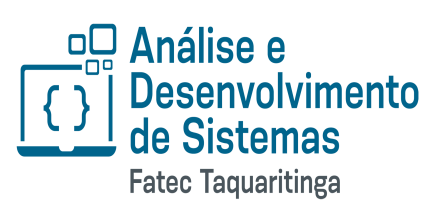 Análise e
Desenvolvimento
de Sistemas
Fatec Taquaritinga